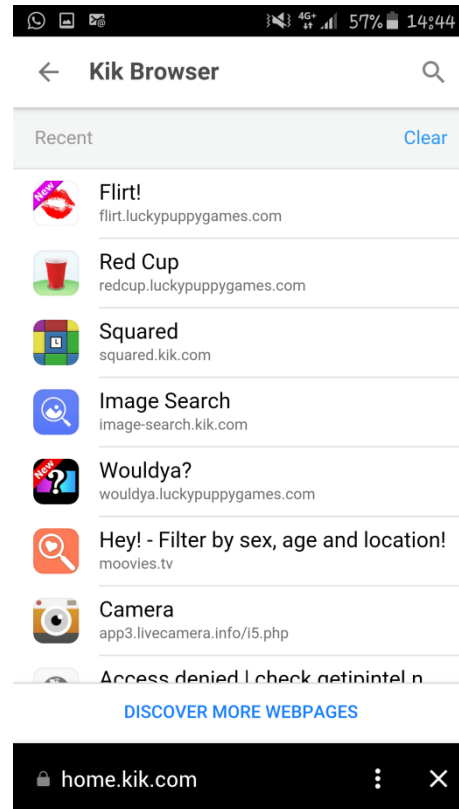 4G+ 57% 14:44
Kik Browser
Recent Clear
New
Flirt!
flirt.luckypuppygames.com
Red Cup
redcup.luckypuppygames.com
Squared
squared.kik.com
Image Search
image-search.kik.com
New
Wouldya?
wouldya.luckypuppygames.com
Hey! - Filter by sex, age and location!
moovies.tv
Camera
app3.livecamera.info/i5.php
Access denied | check getipintel n
DISCOVER MORE WEBPAGES
home.kik.com